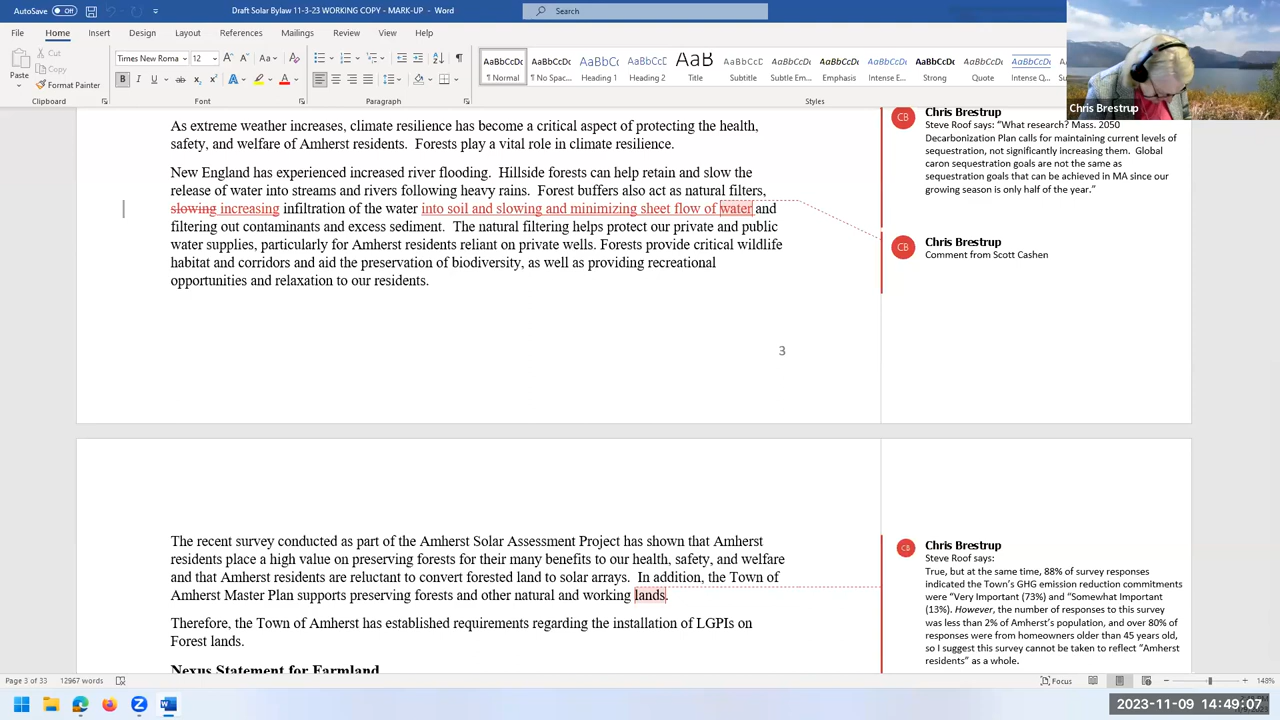 AutoSave Off Draft Solar Bylaw 11-3-23 WORKING COPY - MARK-UP - Word Search
File Home Insert Draw Design Layout References Mailings Review View Help
Paste Cut Copy Format Painter
Times New Roma 12
Clipboard Font Paragraph Styles
¶ Normal ¶ No Spac... Heading 1 Heading 2 Title Subtitle Subtle Em... Emphasis Intense E... Strong Quote Intense Q...
Chris Brestrup
As extreme weather increases, climate resilience has become a critical aspect of protecting the health,
safety, and welfare of Amherst residents. Forests play a vital role in climate resilience.
New England has experienced increased river flooding. Hillside forests can help retain and slow the
release of water into streams and rivers following heavy rains. Forest buffers also act as natural filters,
slowing increasing infiltration of the water into soil and slowing and minimizing sheet flow of water and
filtering out contaminants and excess sediment. The natural filtering helps protect our private and public
water supplies, particularly for Amherst residents reliant on private wells. Forests provide critical wildlife
habitat and corridors and aid the preservation of biodiversity, as well as providing recreational
opportunities and relaxation to our residents.
3
CB Chris Brestrup
Steve Roof says: “What research? Mass. 2050
Decarbonization Plan calls for maintaining current levels of
sequestration, not significantly increasing them. Global
caron sequestration goals are not the same as
sequestration goals that can be achieved in MA since our
growing season is only half of the year.”
CB Chris Brestrup
Comment from Scott Cashen
The recent survey conducted as part of the Amherst Solar Assessment Project has shown that Amherst
residents place a high value on preserving forests for their many benefits to our health, safety, and welfare
and that Amherst residents are reluctant to convert forested land to solar arrays. In addition, the Town of
Amherst Master Plan supports preserving forests and other natural and working lands.
Therefore, the Town of Amherst has established requirements regarding the installation of LGPIs on
Forest lands.
Nexus Statement for Farmland
CB Chris Brestrup
Steve Roof says:
True, but at the same time, 88% of survey responses
indicated the Town’s GHG emission reduction commitments
were “Very Important (73%) and “Somewhat Important
(13%). However, the number of responses to this survey
was less than 2% of Amherst’s population, and over 80% of
responses were from homeowners older than 45 years old,
so I suggest this survey cannot be taken to reflect “Amherst
residents” as a whole.
Page 3 of 33 12967 words Focus 148%
2023-11-09 14:49:07